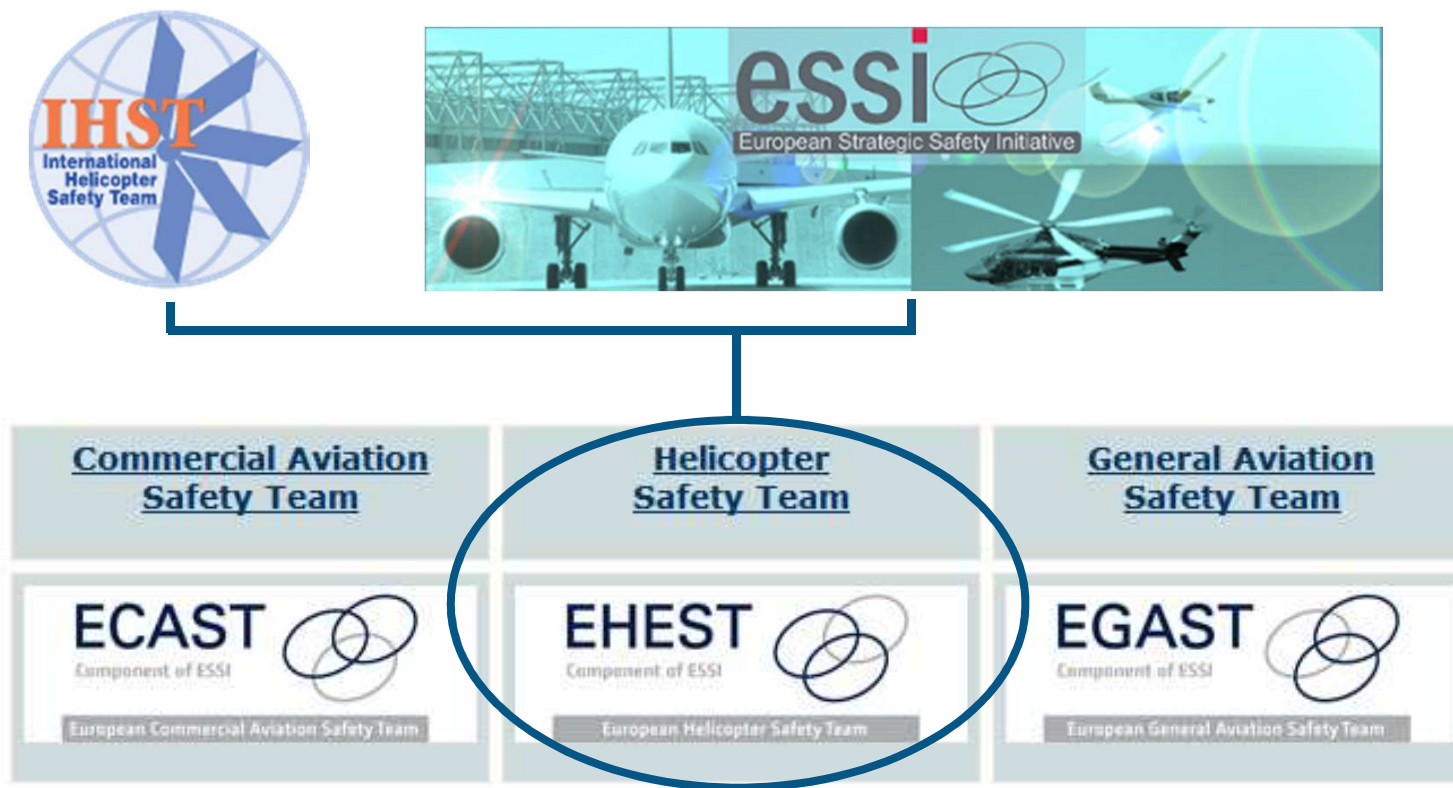 IHST
International
Helicopter
Safety Team
essi
European Strategic Safety Initiative
Commercial Aviation
Safety Team
Helicopter
Safety Team
General Aviation
Safety Team
ECAST
Component of ESSI
European Commercial Aviation Safety Team
EHEST
Component of ESSI
European Helicopter Safety Team
EGAST
Component of ESSI
European General Aviation Safety Team